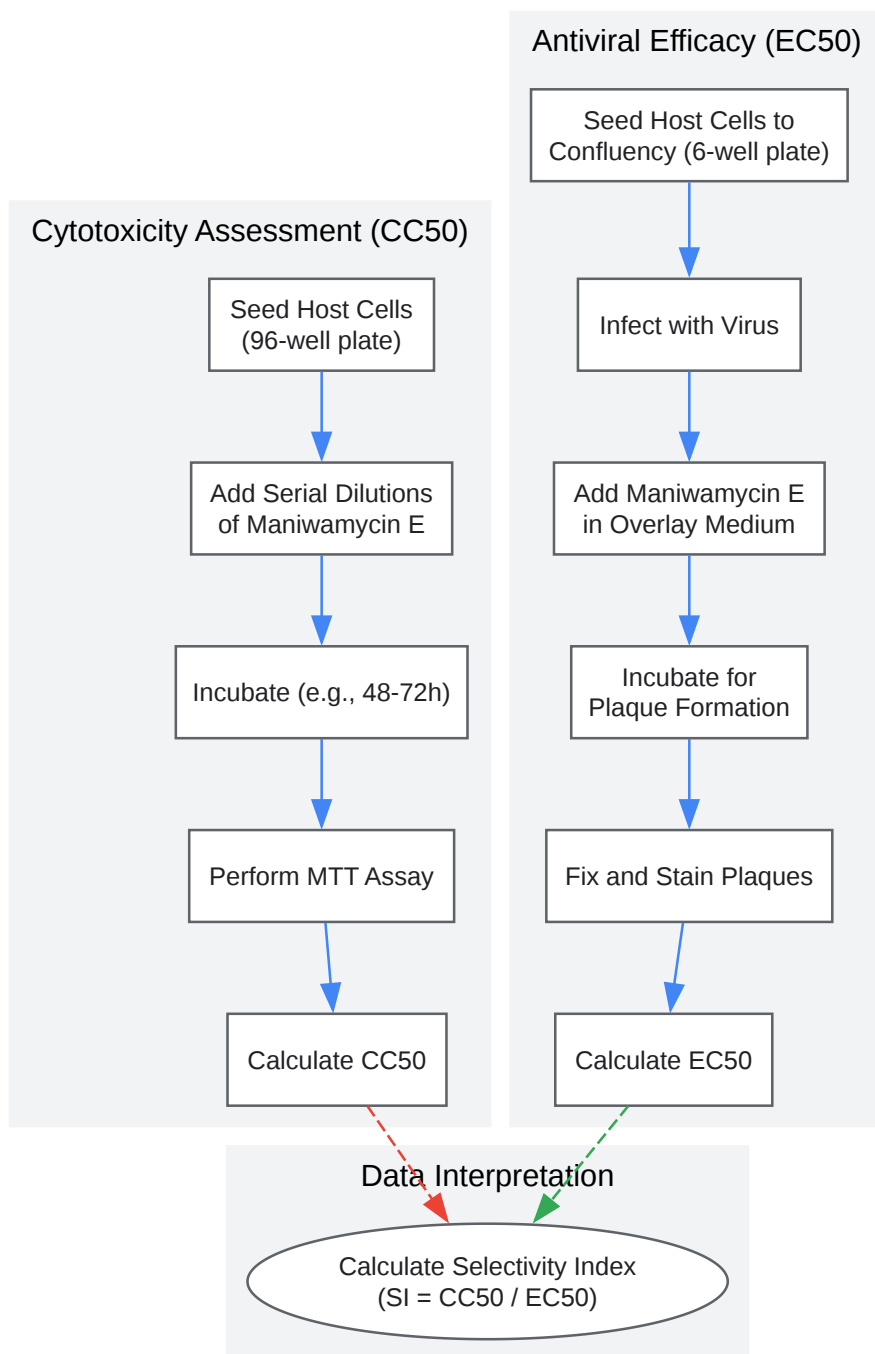 Cytotoxicity Assessment (CC50)
Seed Host Cells
(96-well plate)
Add Serial Dilutions
of Maniwamycin E
Incubate (e.g., 48-72h)
Perform MTT Assay
Calculate CC50
Antiviral Efficacy (EC50)
Seed Host Cells to
Confluency (6-well plate)
Infect with Virus
Add Maniwamycin E
in Overlay Medium
Incubate for
Plaque Formation
Fix and Stain Plaques
Calculate EC50
Data Interpretation
Calculate Selectivity Index
(SI = CC50 / EC50)